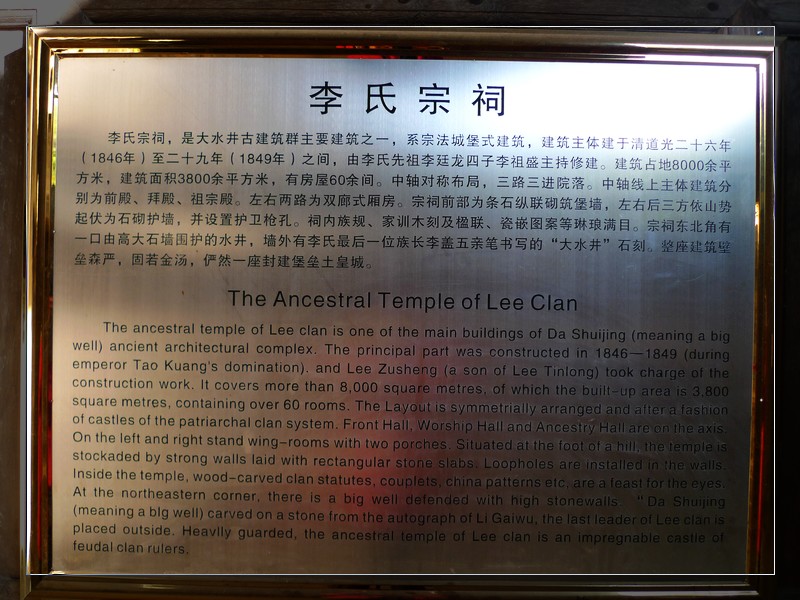 李氏宗祠
李氏宗祠，是大水井古建筑群主要建筑之一，系宗法城堡式建筑，建筑主体建于清道光二十六年
（1846年）至二十九年（1849年）之间，由李氏先祖李廷龙四子李祖盛主持修建。建筑占地8000余平
方米，建筑面积3800余平方米，有房屋60余间。中轴对称布局，三路三进院落。中轴线上主体建筑分
别为前殿、拜殿、祖宗殿。左右两路为双廊式厢房。宗祠前部为条石纵联砌筑堡墙，左右后三方依山势
起伏为石砌护墙，并设置护卫枪孔。祠内族规、家训木刻及楹联、瓷嵌图案等琳琅满目。宗祠东北角有
一口由高大石墙围护的水井，墙外有李氏最后一位族长李盖五亲笔书写的“大水井”石刻。整座建筑壁
垒森严，固若金汤，俨然一座封建堡垒土皇城。
The Ancestral Temple of Lee Clan
The ancestral temple of Lee clan is one of the main buildings of Da Shuijing (meaning a big
well) ancient architectural complex. The principal part was constructed in 1846—1849 (during
emperor Tao Kuang's domination). and Lee Zusheng (a son of Lee Tinlong) took charge of the
construction work. It covers more than 8,000 square metres, of which the built-up area is 3,800
square metres, containing over 60 rooms. The Layout is symmetrially arranged and after a fashion
of castles of the patriarchal clan system. Front Hall, Worship Hall and Ancestry Hall are on the axis.
On the left and right stand wing-rooms with two porches. Situated at the foot of a hill, the temple is
stockaded by strong walls laid with rectangular stone slabs. Loopholes are installed in the walls.
Inside the temple, wood-carved clan statutes, couplets, china patterns etc. are a feast for the eyes.
At the northeastern corner, there is a big well defended with high stonewalls. "Da Shuijing
(meaning a big well) carved on a stone from the autograph of Li Gaiwu, the last leader of Lee clan is
placed outside. Heavlly guarded, the ancestral temple of Lee clan is an impregnable castle of
feudal clan rulers.